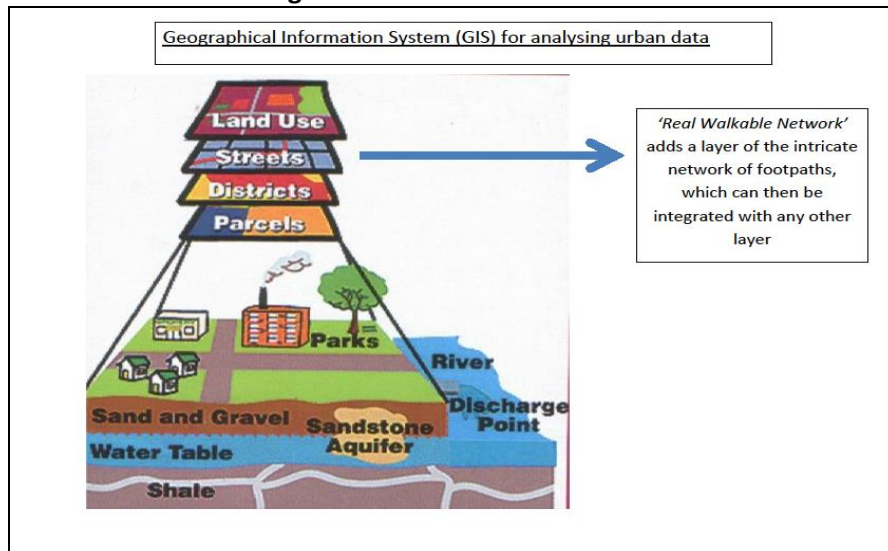 Geographical Information System (GIS) for analysing urban data
Land Use
Streets
Districts
Parcels
'Real Walkable Network'
adds a layer of the intricate
network of footpaths,
which can then be
integrated with any other
layer
Parks
River
Sand and Gravel
Sandstone
Aquifer
Discharge
Point
Water Table
Shale